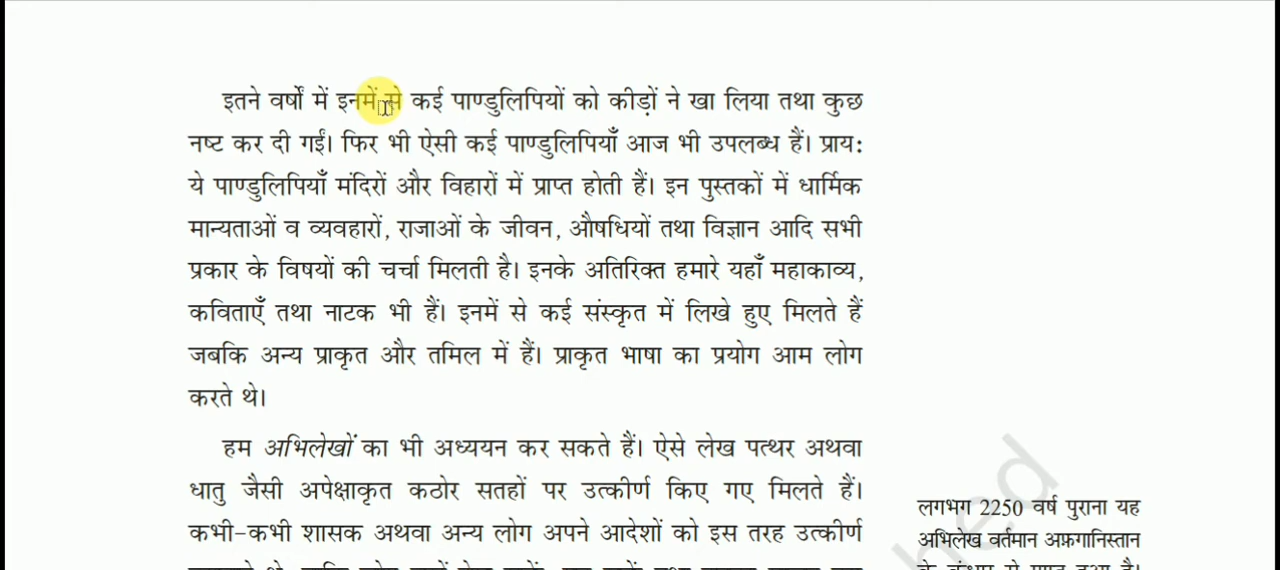 इतने वर्षों में इनमें से कई पाण्डुलिपियों को कीड़ों ने खा लिया तथा कुछ
नष्ट कर दी गईं। फिर भी ऐसी कई पाण्डुलिपियाँ आज भी उपलब्ध हैं। प्राय:
ये पाण्डुलिपियाँ मंदिरों और विहारों में प्राप्त होती हैं। इन पुस्तकों में धार्मिक
मान्यताओं व व्यवहारों, राजाओं के जीवन, औषधियों तथा विज्ञान आदि सभी
प्रकार के विषयों की चर्चा मिलती है। इनके अतिरिक्त हमारे यहाँ महाकाव्य,
कविताएँ तथा नाटक भी हैं। इनमें से कई संस्कृत में लिखे हुए मिलते हैं
जबकि अन्य प्राकृत और तमिल में हैं। प्राकृत भाषा का प्रयोग आम लोग
करते थे।
हम अभिलेखों का भी अध्ययन कर सकते हैं। ऐसे लेख पत्थर अथवा
धातु जैसी अपेक्षाकृत कठोर सतहों पर उत्कीर्ण किए गए मिलते हैं।
कभी-कभी शासक अथवा अन्य लोग अपने आदेशों को इस तरह उत्कीर्ण
लगभग 2250 वर्ष पुराना यह
अभिलेख वर्तमान अफ़गानिस्तान
hed